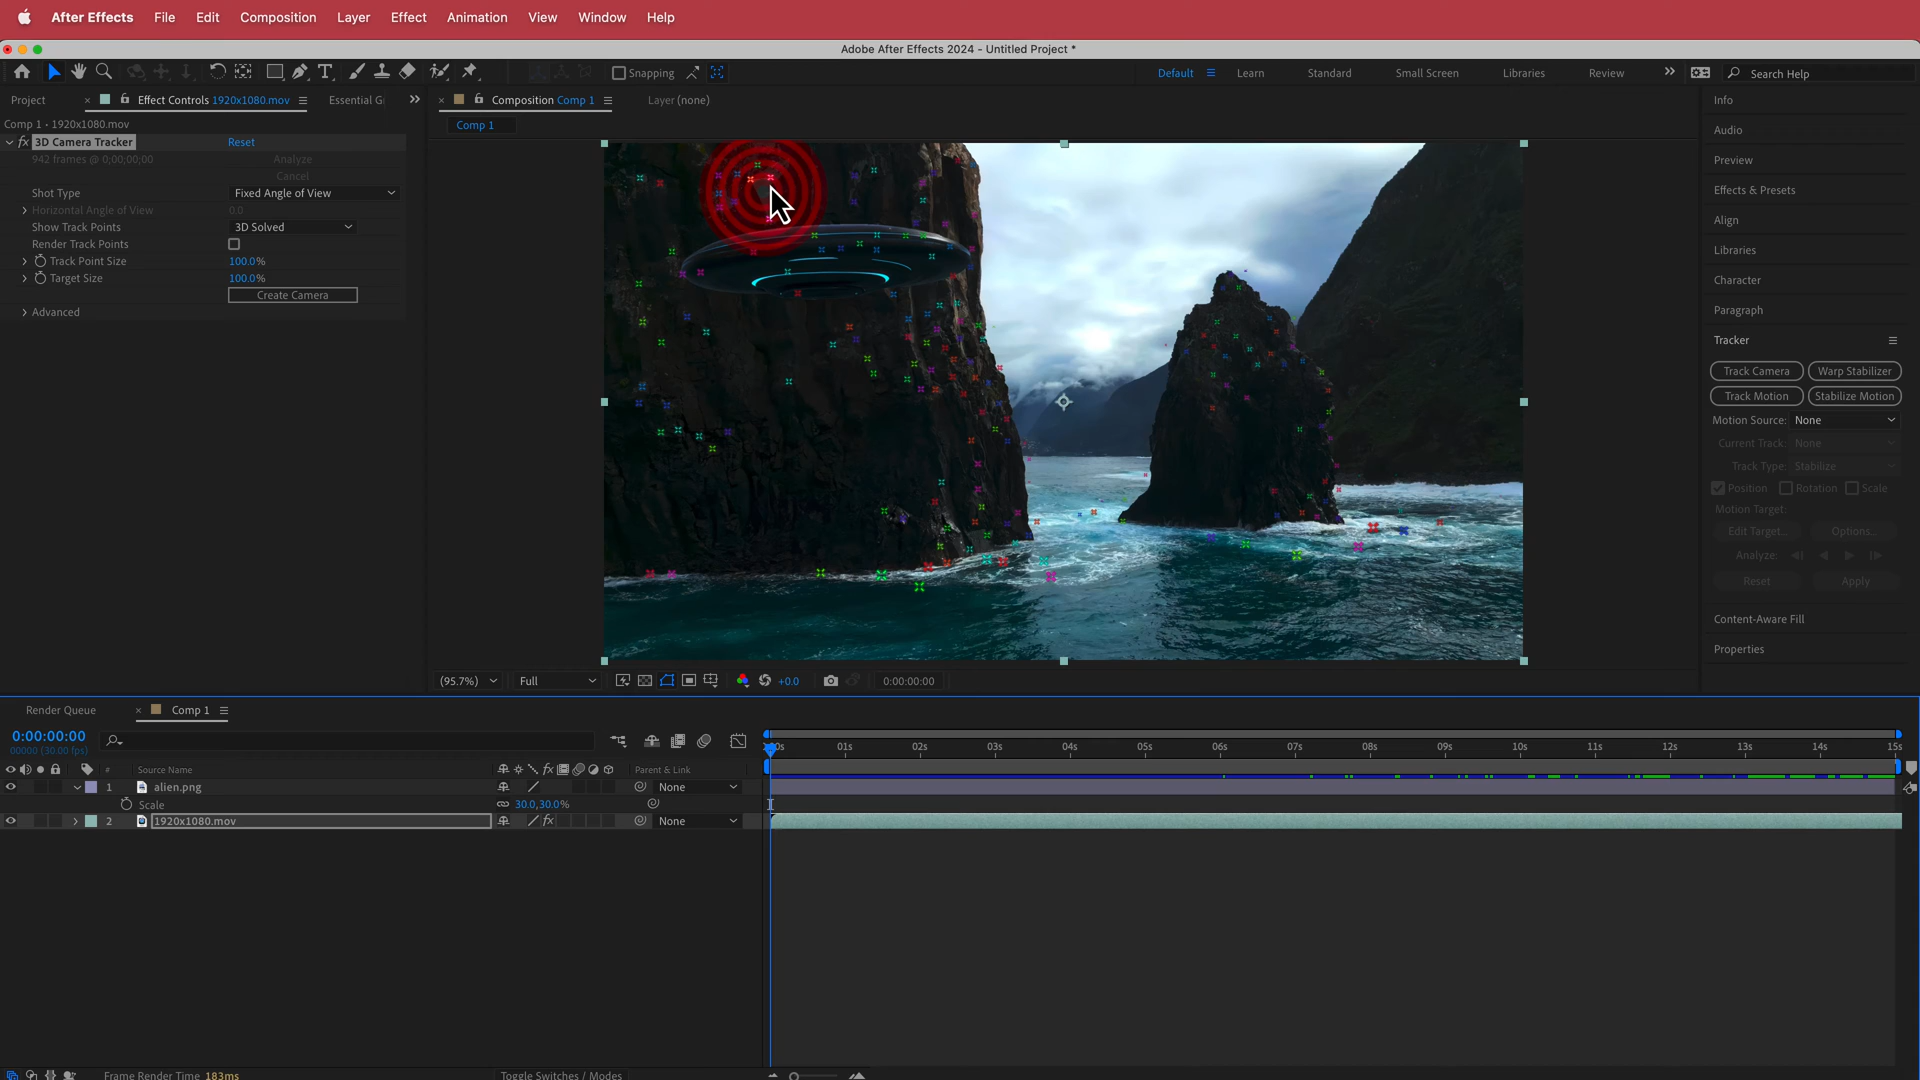 After Effects File Edit Composition Layer Effect Animation View Window Help
Adobe After Effects 2024 - Untitled Project *
Snapping
Default Learn Standard Small Screen Libraries Review Search Help
Project Effect Controls 1920x1080.mov Essential G
Composition Comp 1 Layer (none)
Comp 1 • 1920x1080.mov
Comp 1
fx 3D Camera Tracker Reset
942 frames @ 0;00;00;00 Analyze
Cancel
Shot Type Fixed Angle of View
Horizontal Angle of View 0.0
Show Track Points 3D Solved
Render Track Points
Track Point Size 100.0%
Target Size 100.0%
Create Camera
Advanced
Info
Audio
Preview
Effects & Presets
Align
Libraries
Character
Paragraph
Tracker
Track Camera Warp Stabilizer
Track Motion Stabilize Motion
Motion Source: None
Current Track: None
Track Type: Stabilize
Position Rotation Scale
Motion Target:
Edit Target... Options...
Analyze:
Reset Apply
Content-Aware Fill
Properties
(95.7%) Full +0.0 0:00:00:00
Render Queue Comp 1
0:00:00:00
00000 (30.00 fps)
00s 01s 02s 03s 04s 05s 06s 07s 08s 09s 10s 11s 12s 13s 14s 15s
# Source Name fx Parent & Link
1 alien.png None
Scale 30.0,30.0%
2 1920x1080.mov fx None
Frame Render Time 183ms
Toggle Switches / Modes